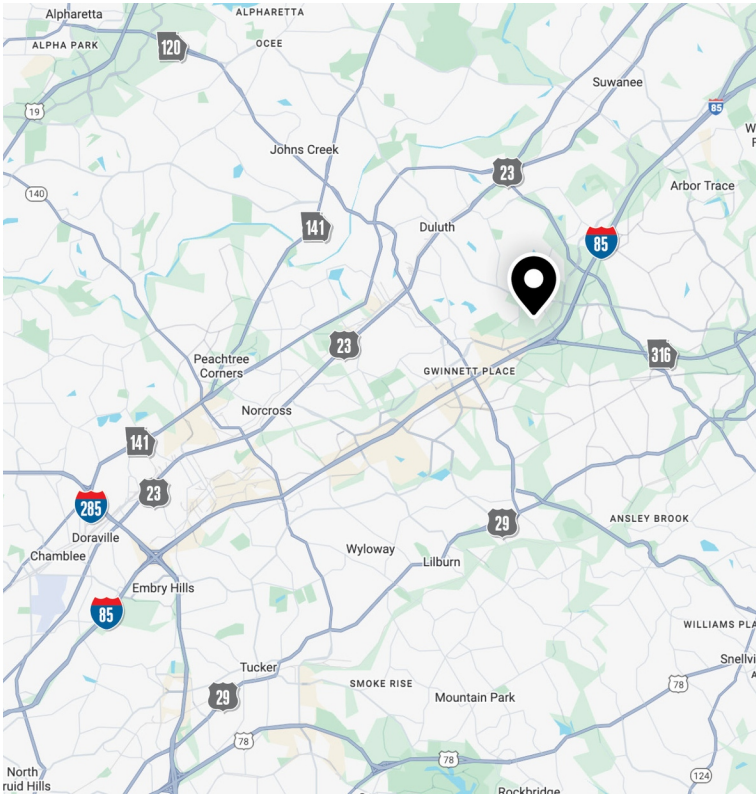 Alpharetta
ALPHARETTA
ALPHA PARK
120
OCEE
Suwanee
19
85
W
F
Johns Creek
23
140
Arbor Trace
141
Duluth
85
23
316
Peachtree
Corners
GWINNETT PLACE
Norcross
141
23
285
29
ANSLEY BROOK
Doraville
Chamblee
Wyloway
Lilburn
Embry Hills
85
WILLIAMS PLA
Tucker
Snellvi
A
29
SMOKE RISE
78
Mountain Park
78
78
North
ruid Hills
124
Rockbridge